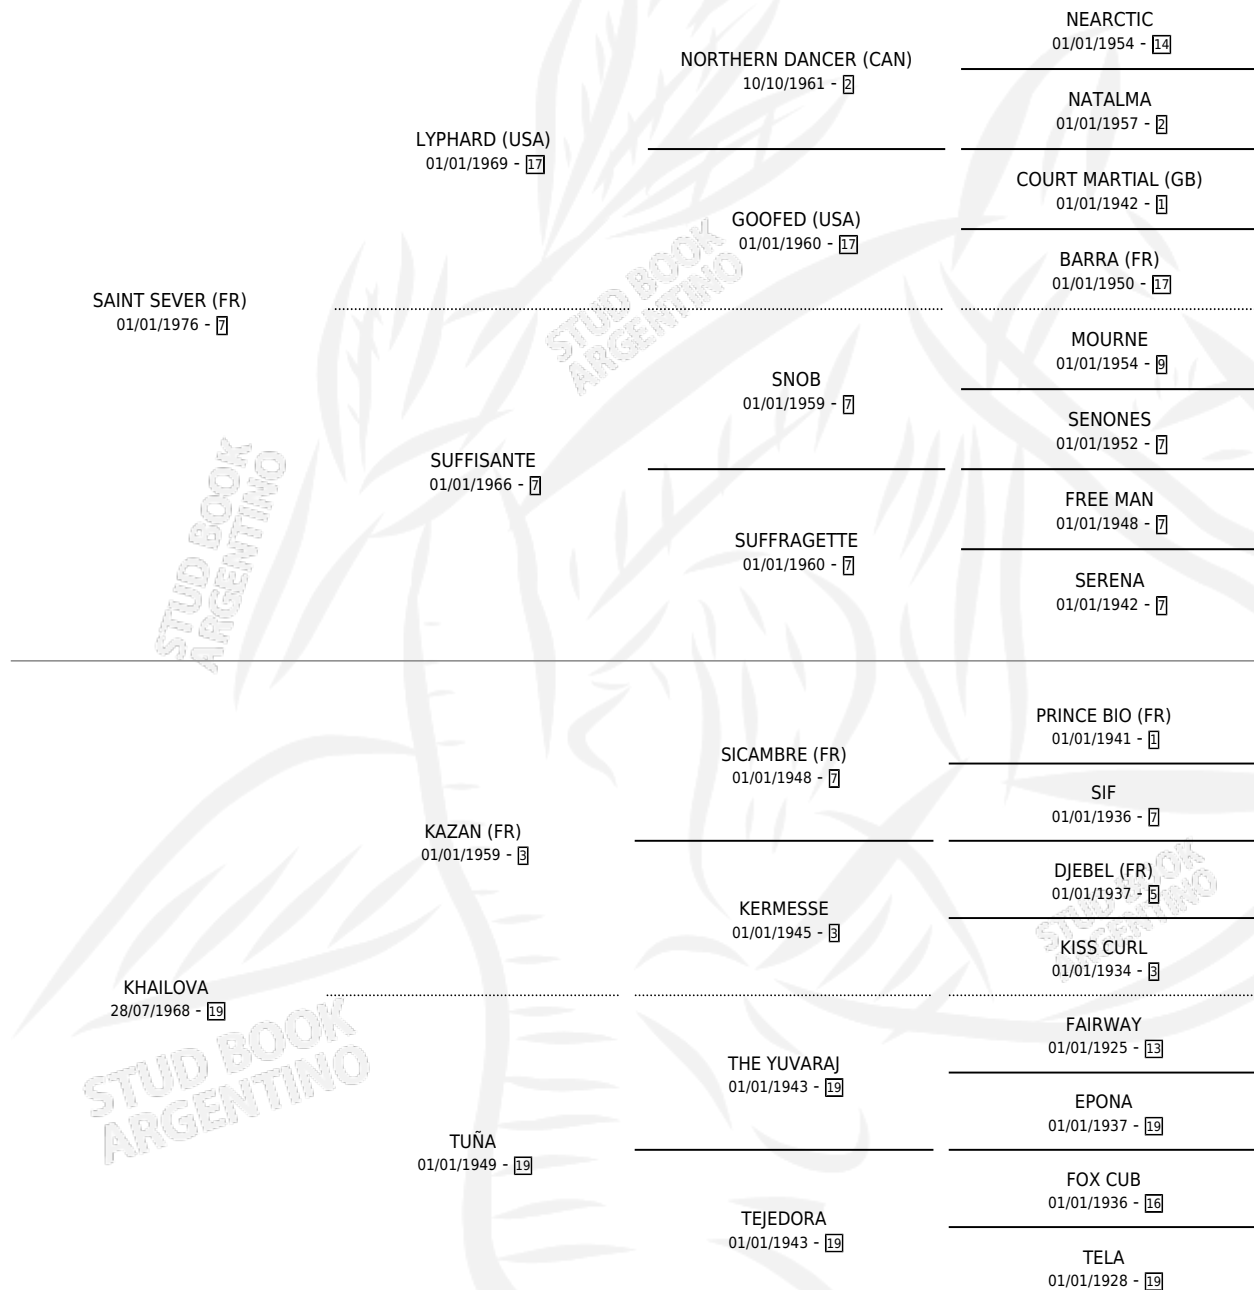 NEARCTIC
01/01/1954 - 14
NORTHERN DANCER (CAN)
10/10/1961 - 2
NATALMA
01/01/1957 - 2
LYPHARD (USA)
01/01/1969 - 17
COURT MARTIAL (GB)
01/01/1942 - 1
GOOFED (USA)
01/01/1960 - 17
BARRA (FR)
01/01/1950 - 17
SAINT SEVER (FR)
01/01/1976 - 7
STUD BOOK
ARGENTINO
MOURNE
01/01/1954 - 9
SNOB
01/01/1959 - 7
SENONES
01/01/1952 - 7
SUFFISANTE
01/01/1966 - 7
FREE MAN
01/01/1948 - 7
SUFFRAGETTE
01/01/1960 - 7
SERENA
01/01/1942 - 7
STUD BOOK
ARGENTINO
PRINCE BIO (FR)
01/01/1941 - 1
SICAMBRE (FR)
01/01/1948 - 7
SIF
01/01/1936 - 7
KAZAN (FR)
01/01/1959 - 3
DJEBEL (FR)
01/01/1937 - 5
KERMESSE
01/01/1945 - 3
STUD BOOK
ARGENTINO
KISS CURL
01/01/1934 - 3
KHAILOVA
28/07/1968 - 19
STUD BOOK
ARGENTINO
FAIRWAY
01/01/1925 - 13
THE YUVARAJ
01/01/1943 - 19
EPONA
01/01/1937 - 19
TUÑA
01/01/1949 - 19
FOX CUB
01/01/1936 - 16
TEJEDORA
01/01/1943 - 19
TELA
01/01/1928 - 19